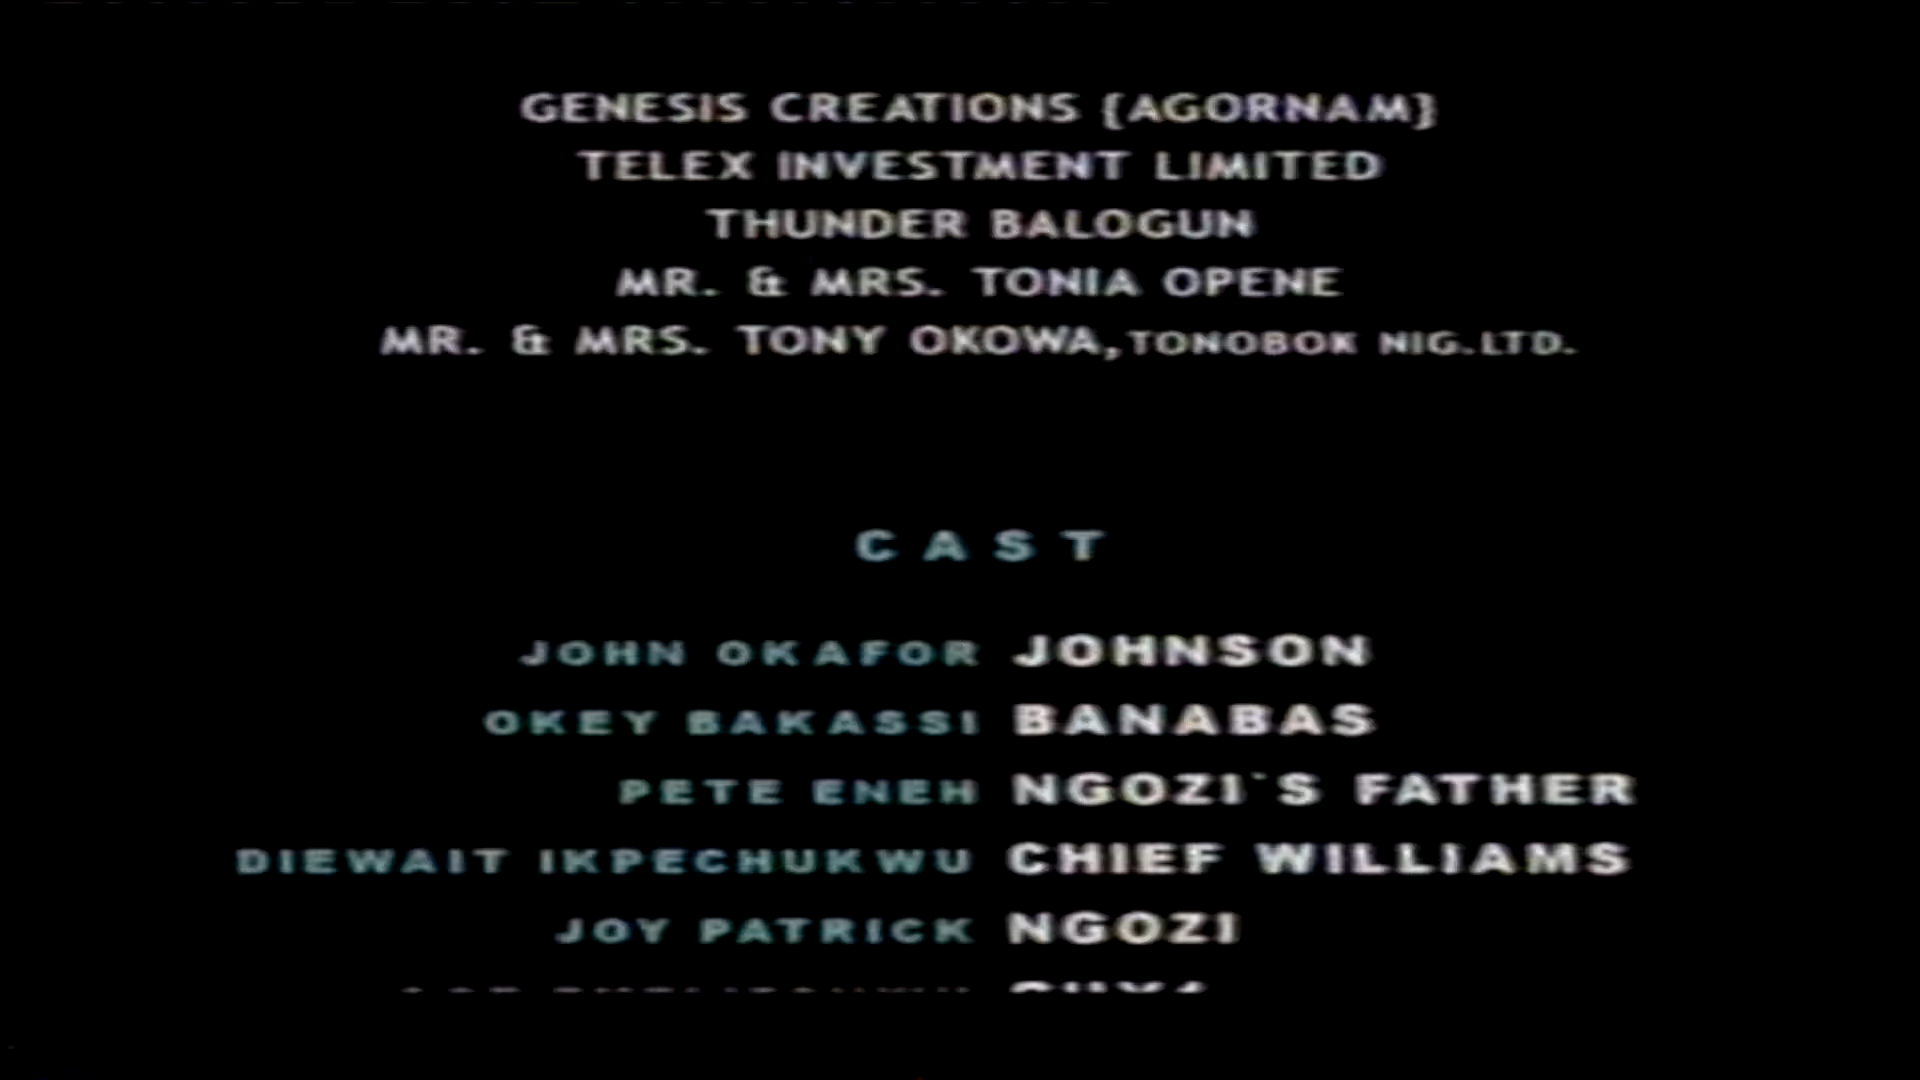 GENESIS CREATIONS {AGORNAM}
TELEX INVESTMENT LIMITED
THUNDER BALOGUN
MR. & MRS. TONIA OPENE
MR. & MRS. TONY OKOWA, TONOBOK NIG.LTD.
CAST
JOHN OKAFOR JOHNSON
OKEY BAKASSI BANABAS
PETE ENEH NGOZI`S FATHER
DIEWAIT IKPECHUKWU CHIEF WILLIAMS
JOY PATRICK NGOZI